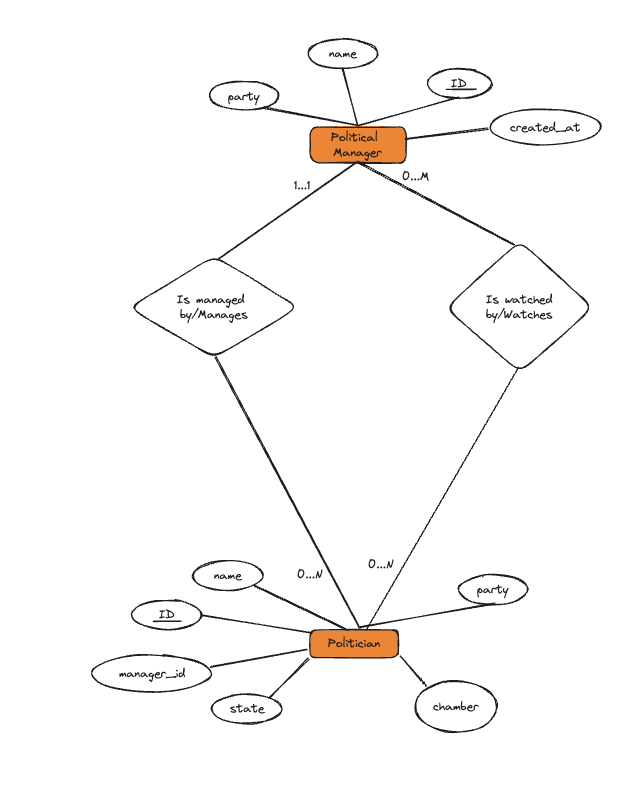 name
ID
party
created_at
Political
Manager
1...1
0...M
Is managed
by/Manages
Is watched
by/Watches
0...N
0...N
name
party
ID
Politician
manager_id
state
chamber